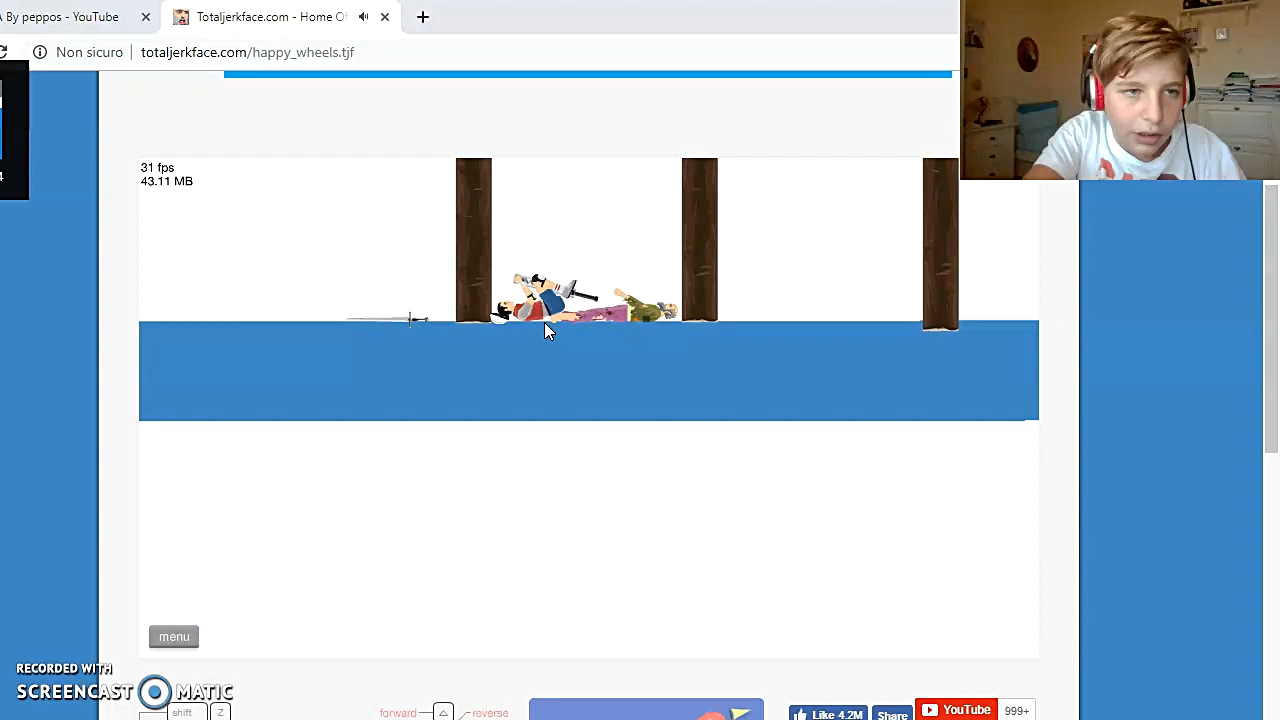 By peppos - YouTube
Totaljerkface.com - Home Of
Non sicuro
totaljerkface.com/happy_wheels.tjf
31 fps
43.11 MB
menu
RECORDED WITH
SCREENCAST MATIC
shift
Z
forward
reverse
Like 4.2M
Share
YouTube
999+
4